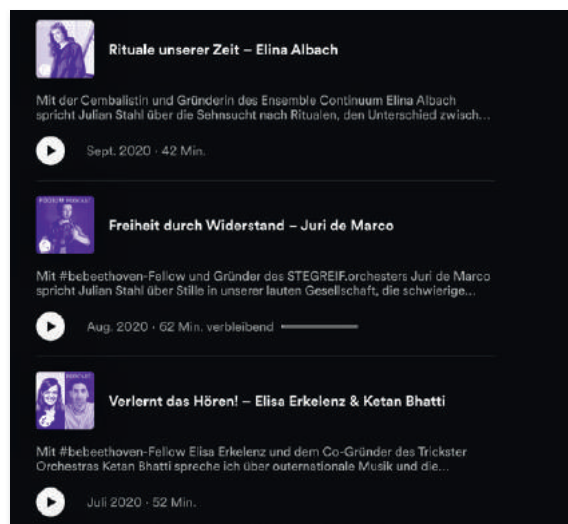 Rituale unserer Zeit – Elina Albach
Mit der Cembalistin und Gründerin des Ensemble Continuum Elina Albach
spricht Julian Stahl über die Sehnsucht nach Ritualen, den Unterschied zwisch...
Sept. 2020 · 42 Min.
PODIUM PODCAST
Freiheit durch Widerstand – Juri de Marco
Mit #bebeethoven-Fellow und Gründer des STEGREIF.orchesters Juri de Marco
spricht Julian Stahl über Stille in unserer lauten Gesellschaft, die schwierige...
Aug. 2020 · 62 Min. verbleibend
PODCAST
Verlernt das Hören! – Elisa Erkelenz & Ketan Bhatti
Mit #bebeethoven-Fellow Elisa Erkelenz und dem Co-Gründer des Trickster
Orchestras Ketan Bhatti spreche ich über outernationale Musik und die...
Juli 2020 · 52 Min.